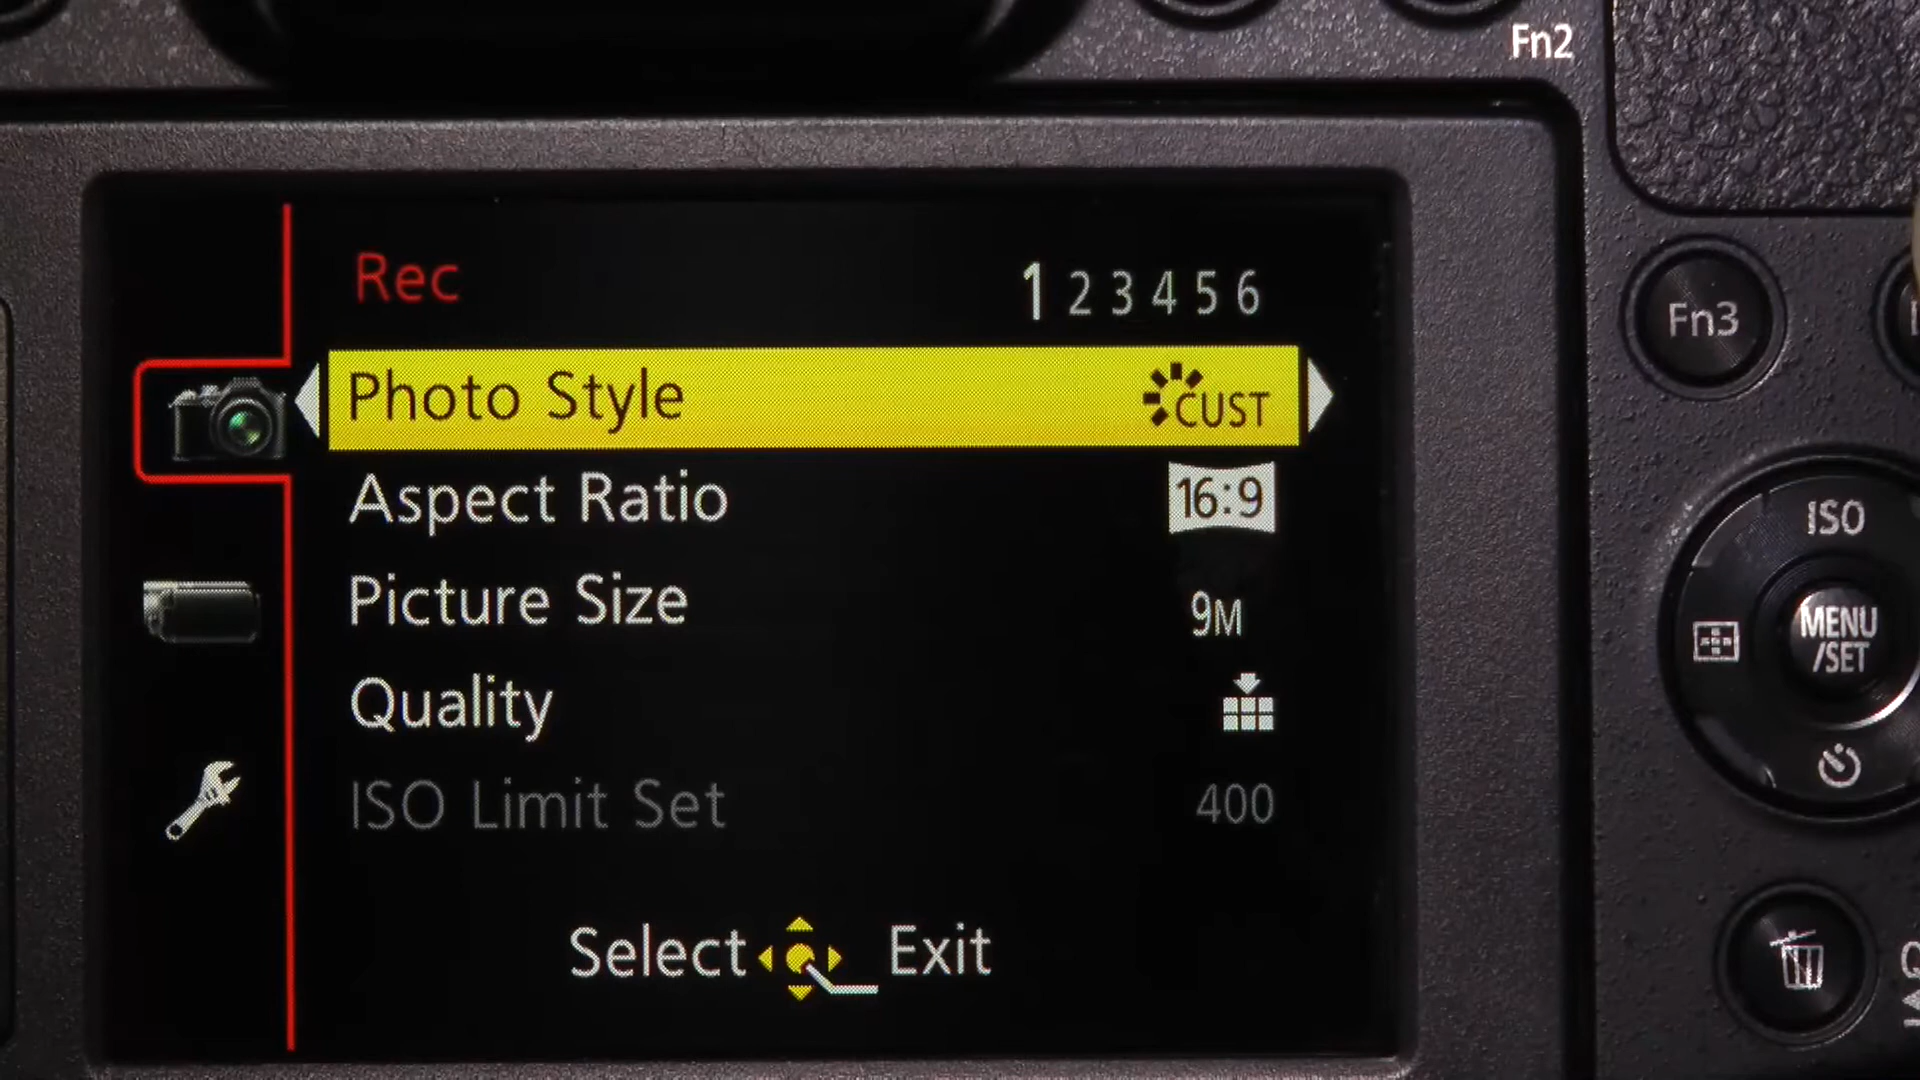 Fn2
Rec 1 2 3 4 5 6
Photo Style CUST
Aspect Ratio 16:9
Picture Size 9M
Quality
ISO Limit Set 400
Select Exit
Fn3
ISO
MENU
/SET